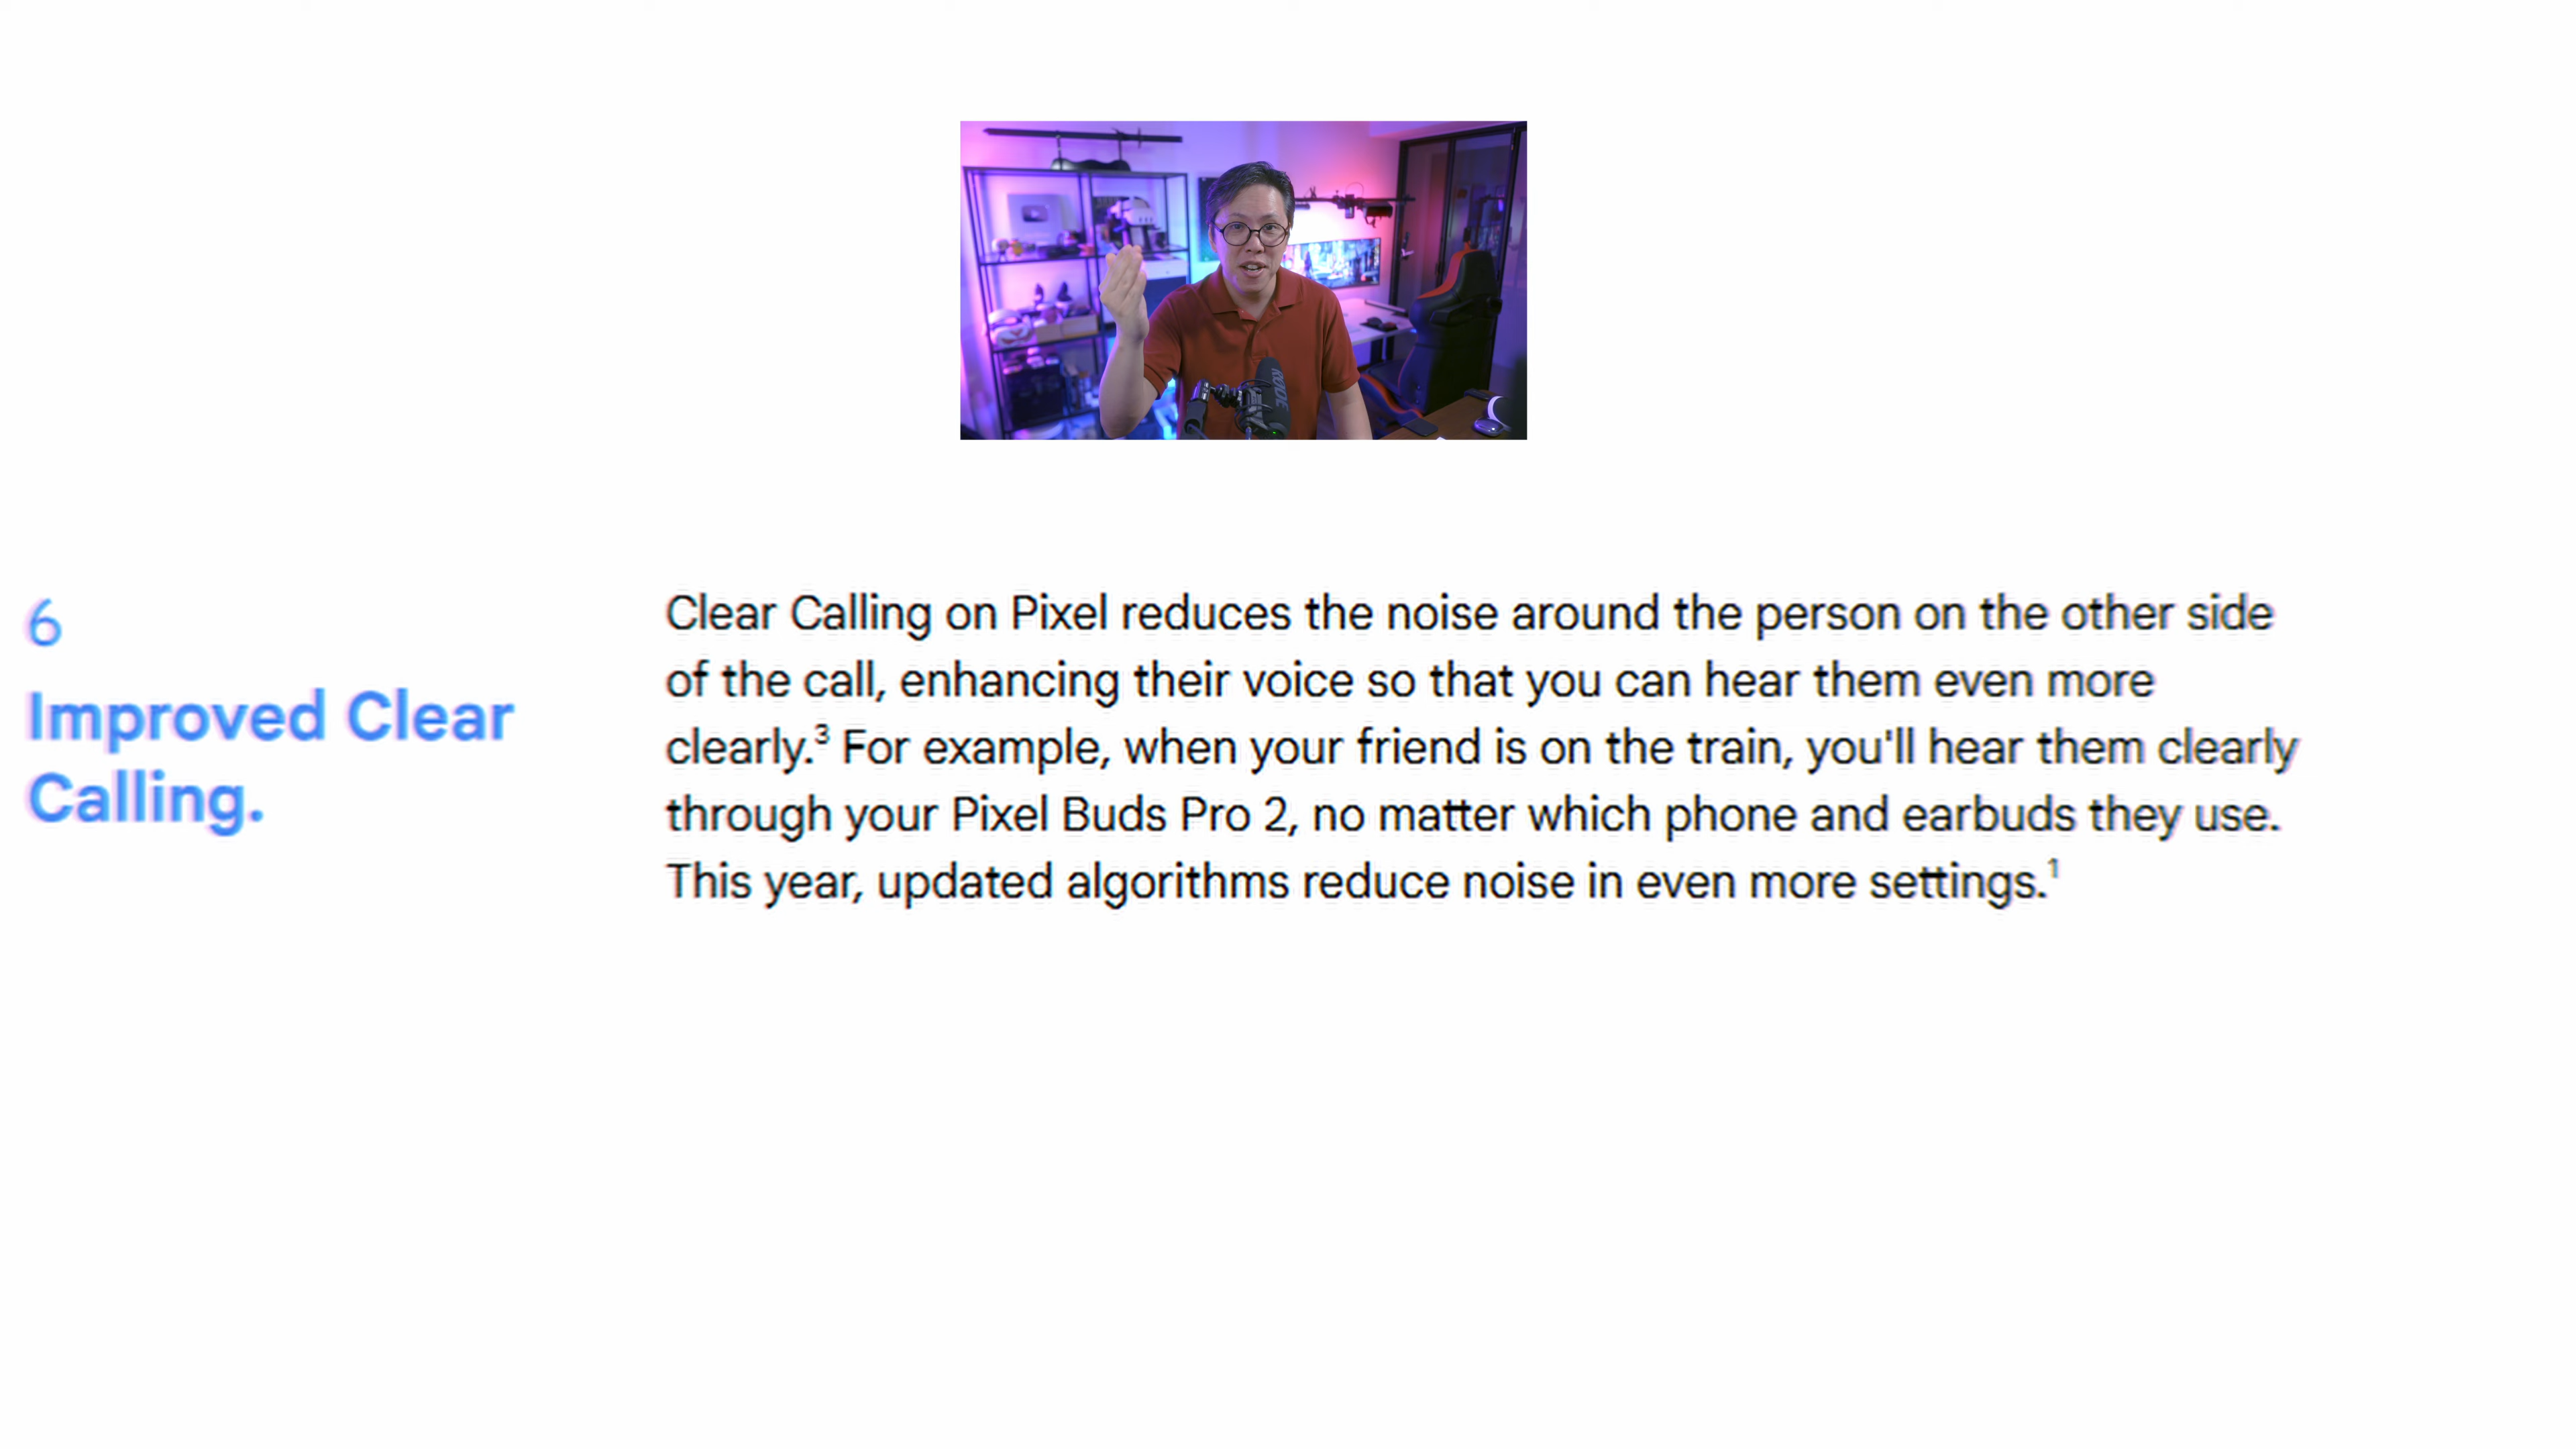 RODE
6
Improved Clear
Calling.
Clear Calling on Pixel reduces the noise around the person on the other side
of the call, enhancing their voice so that you can hear them even more
clearly.³ For example, when your friend is on the train, you'll hear them clearly
through your Pixel Buds Pro 2, no matter which phone and earbuds they use.
This year, updated algorithms reduce noise in even more settings.¹